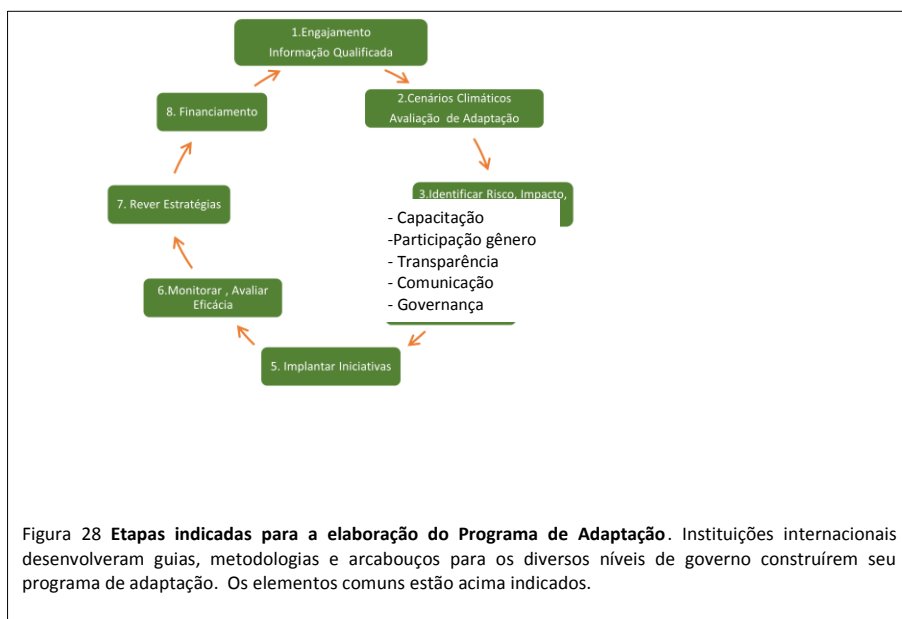 1.Engajamento
Informação Qualificada
2.Cenários Climáticos
Avaliação de Adaptação
3.Identificar Risco, Impacto,
- Capacitação
-Participação gênero
- Transparência
- Comunicação
- Governança
5. Implantar Iniciativas
6.Monitorar , Avaliar
Eficácia
7. Rever Estratégias
8. Financiamento
Figura 28 Etapas indicadas para a elaboração do Programa de Adaptação. Instituições internacionais
desenvolveram guias, metodologias e arcabouços para os diversos níveis de governo construírem seu
programa de adaptação. Os elementos comuns estão acima indicados.